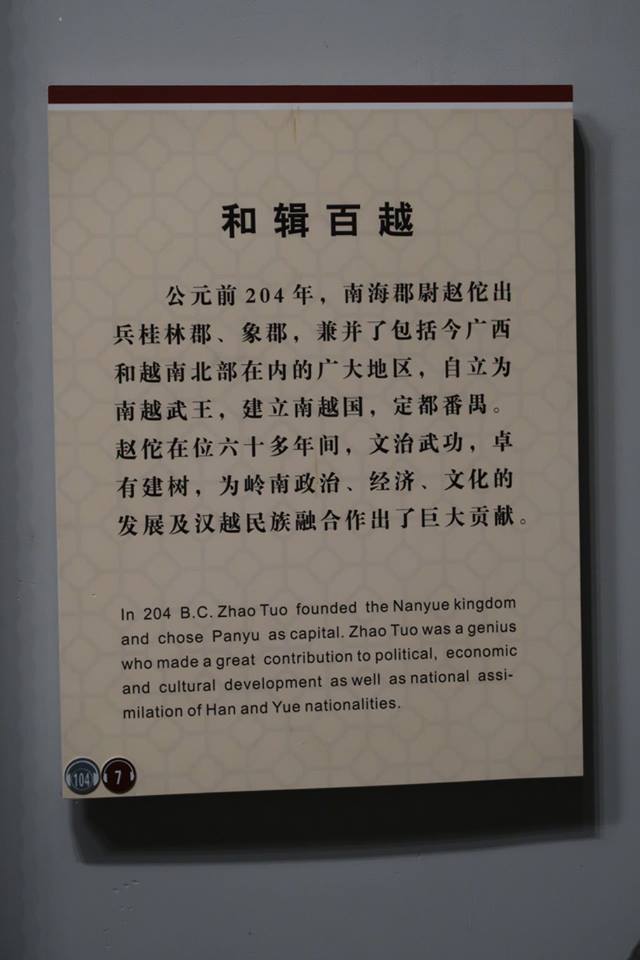 和辑百越
公元前204年，南海郡尉赵佗出
兵桂林郡、象郡，兼并了包括今广西
和越南北部在内的广大地区，自立为
南越武王，建立南越国，定都番禺。
赵佗在位六十多年间，文治武功，卓
有建树，为岭南政治、经济、文化的
发展及汉越民族融合作出了巨大贡献。
In 204 B.C. Zhao Tuo founded the Nanyue kingdom
and chose Panyu as capital. Zhao Tuo was a genius
who made a great contribution to political, economic
and cultural development as well as national assi-
milation of Han and Yue nationalities.
104 7